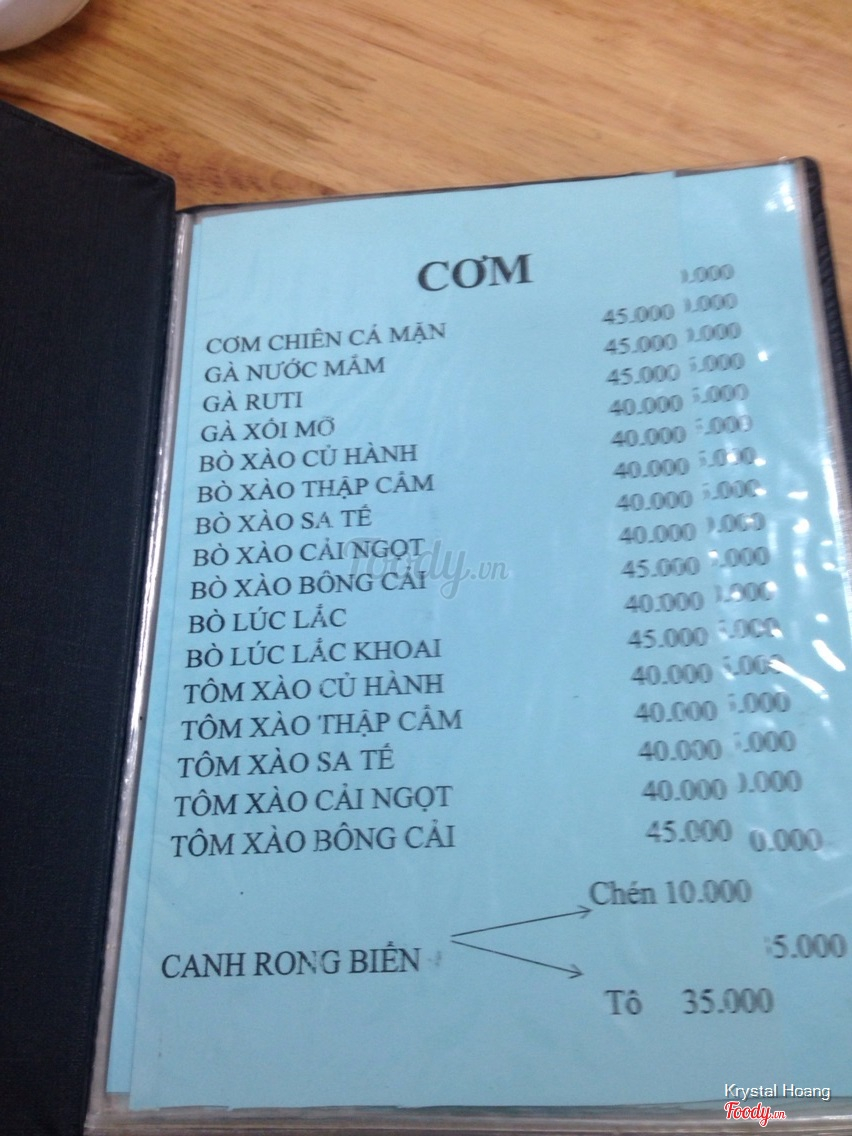 CƠM
CƠM CHIÊN CÁ MẶN 45.000
GÀ NƯỚC MẮM 45.000
GÀ RUTI 45.000
GÀ XỐI MỠ 40.000
BÒ XÀO CỦ HÀNH 40.000
BÒ XÀO THẬP CẨM 40.000
BÒ XÀO SA TẾ 40.000
BÒ XÀO CẢI NGỌT 40.000
BÒ XÀO BÔNG CẢI 45.000
BÒ LÚC LẮC 40.000
BÒ LÚC LẮC KHOAI 45.000
TÔM XÀO CỦ HÀNH 40.000
TÔM XÀO THẬP CẨM 40.000
TÔM XÀO SA TẾ 40.000
TÔM XÀO CẢI NGỌT 40.000
TÔM XÀO BÔNG CẢI 45.000
Chén 10.000
CANH RONG BIỂN
Tô 35.000
Foody.vn
Krystal Hoang
Foody.vn